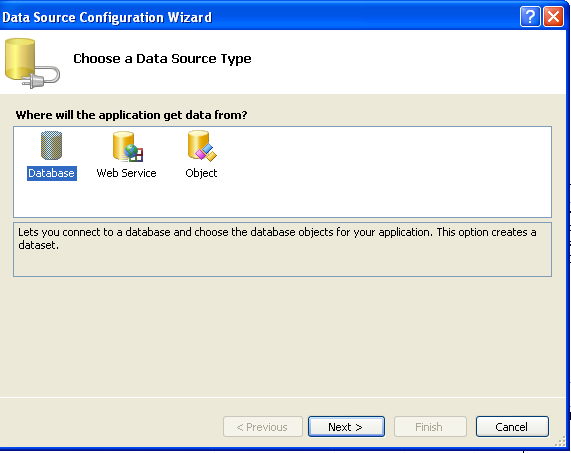 Data Source Configuration Wizard
Choose a Data Source Type
Where will the application get data from?
Database Web Service Object
Lets you connect to a database and choose the database objects for your application. This option creates a
dataset.
< Previous Next > Finish Cancel